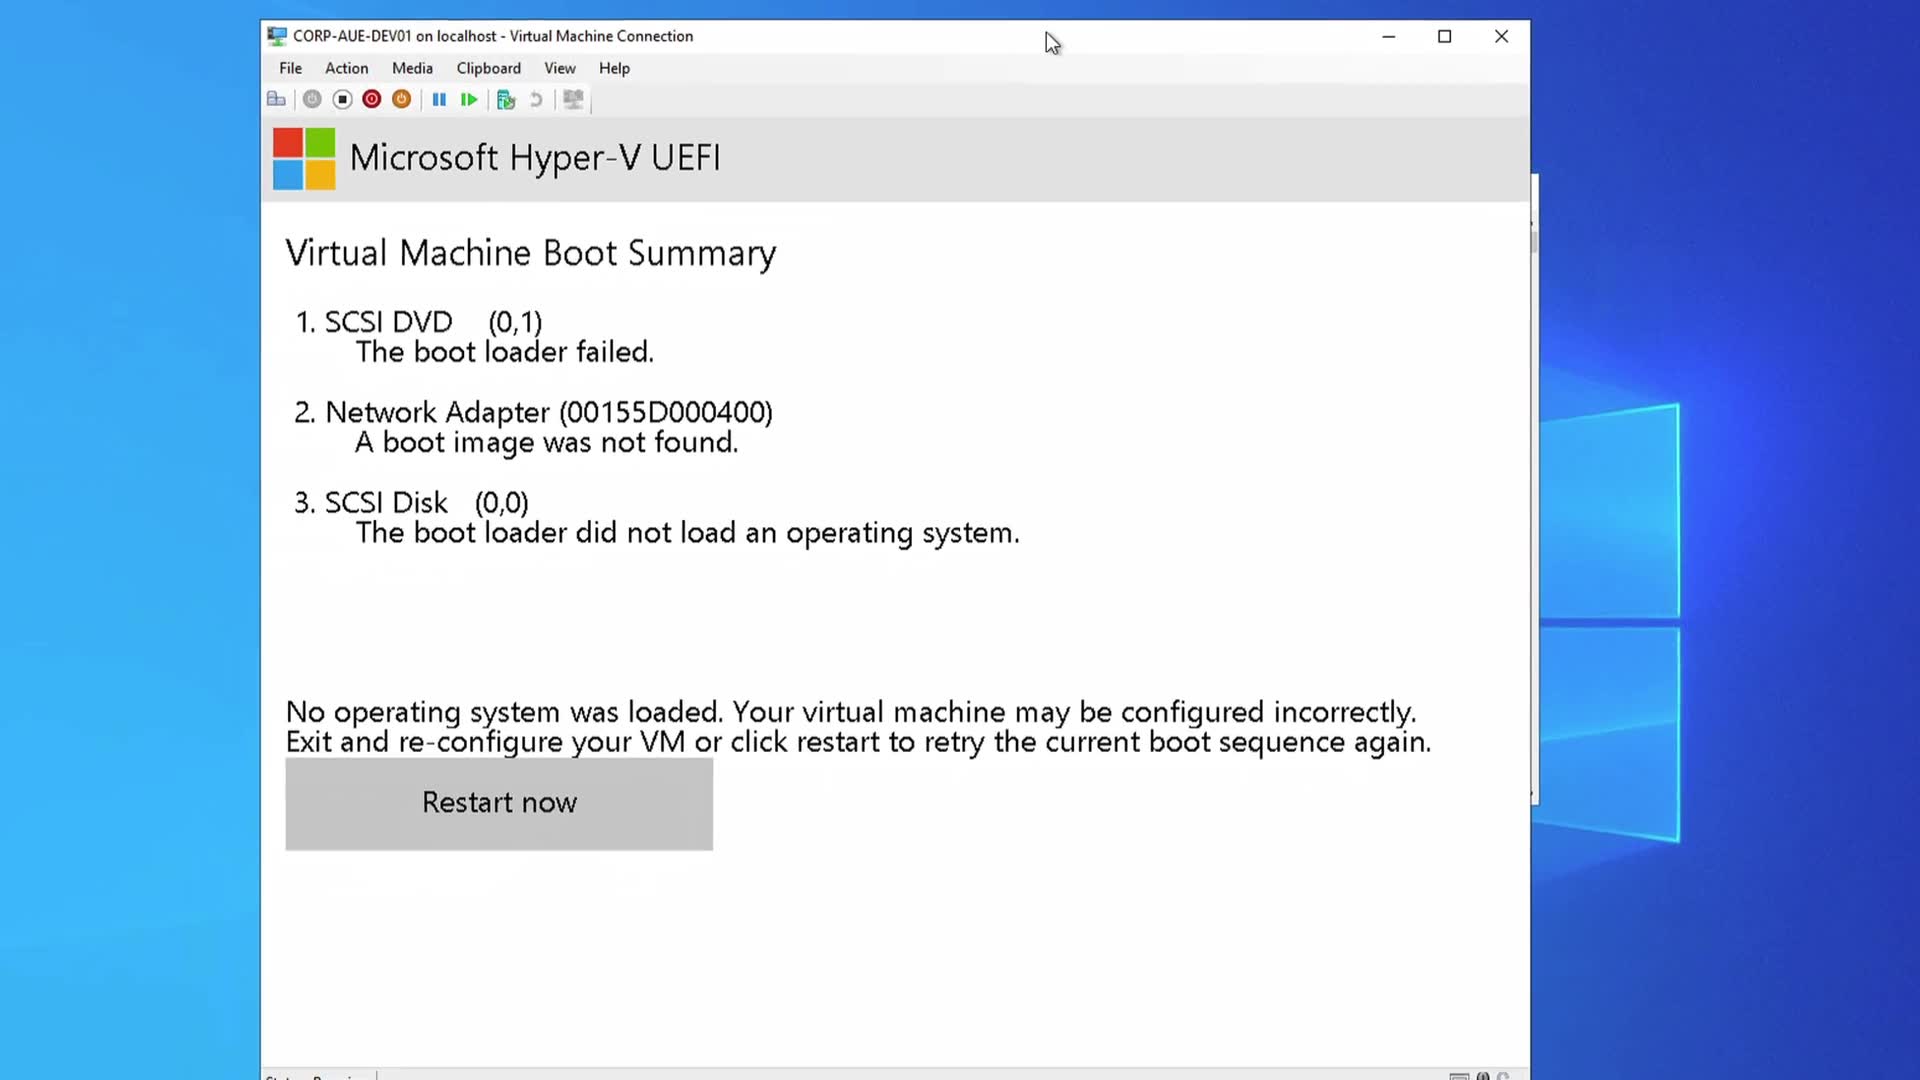 CORP-AUE-DEV01 on localhost - Virtual Machine Connection
File Action Media Clipboard View Help
Microsoft Hyper-V UEFI
Virtual Machine Boot Summary
1. SCSI DVD (0,1)
The boot loader failed.
2. Network Adapter (00155D000400)
A boot image was not found.
3. SCSI Disk (0,0)
The boot loader did not load an operating system.
No operating system was loaded. Your virtual machine may be configured incorrectly.
Exit and re-configure your VM or click restart to retry the current boot sequence again.
Restart now